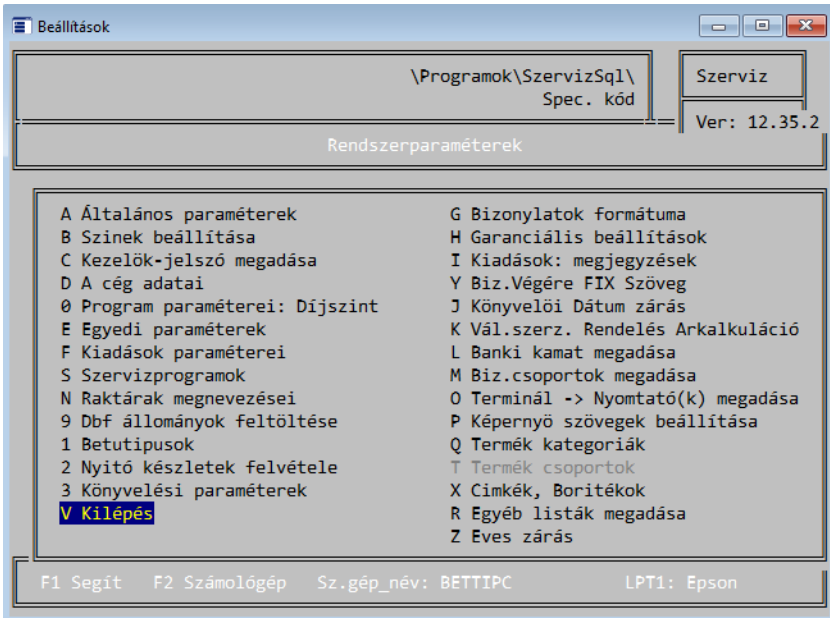 Beállítások
\Programok\SzervizSql\
Spec. kód
Szerviz
Ver: 12.35.2
Rendszerparaméterek
A Általános paraméterek
B Szinek beállítása
C Kezelök-jelszó megadása
D A cég adatai
0 Program paraméterei: Díjszint
E Egyedi paraméterek
F Kiadások paraméterei
S Szervizprogramok
N Raktárak megnevezései
9 Dbf állományok feltöltése
1 Betutipusok
2 Nyitó készletek felvétele
3 Könyvelési paraméterek
V Kilépés
G Bizonylatok formátuma
H Garanciális beállítások
I Kiadások: megjegyzések
Y Biz.Végére FIX Szöveg
J Könyvelöi Dátum zárás
K Vál.szerz. Rendelés Arkalkuláció
L Banki kamat megadása
M Biz.csoportok megadása
O Terminál -> Nyomtató(k) megadása
P Képernyö szövegek beállítása
Q Termék kategoriák
T Termék csoportok
X Cimkék, Boritékok
R Egyéb listák megadása
Z Eves zárás
F1 Segít F2 Számológép Sz.gép_név: BETTIPC LPT1: Epson